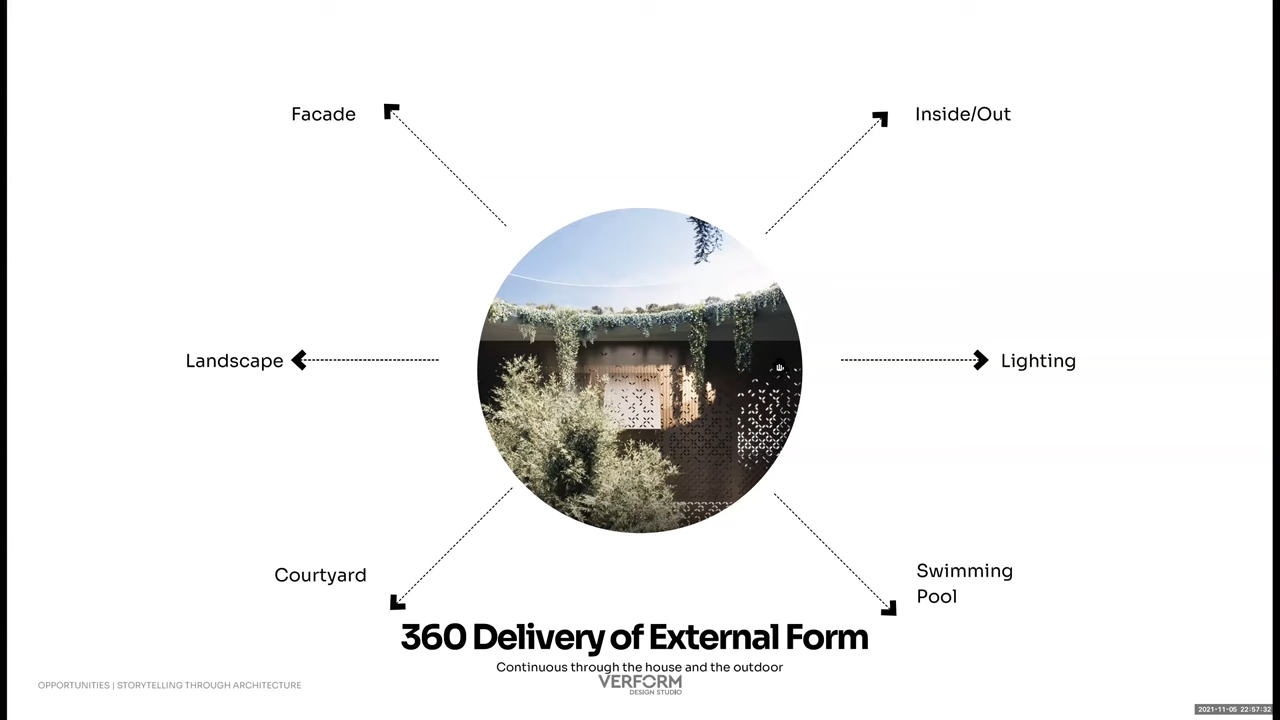 Facade
Inside/Out
Landscape
Lighting
Courtyard
Swimming
Pool
360 Delivery of External Form
Continuous through the house and the outdoor
VERFORM
DESIGN STUDIO
OPPORTUNITIES | STORYTELLING THROUGH ARCHITECTURE
2021-11-05 22:57:32